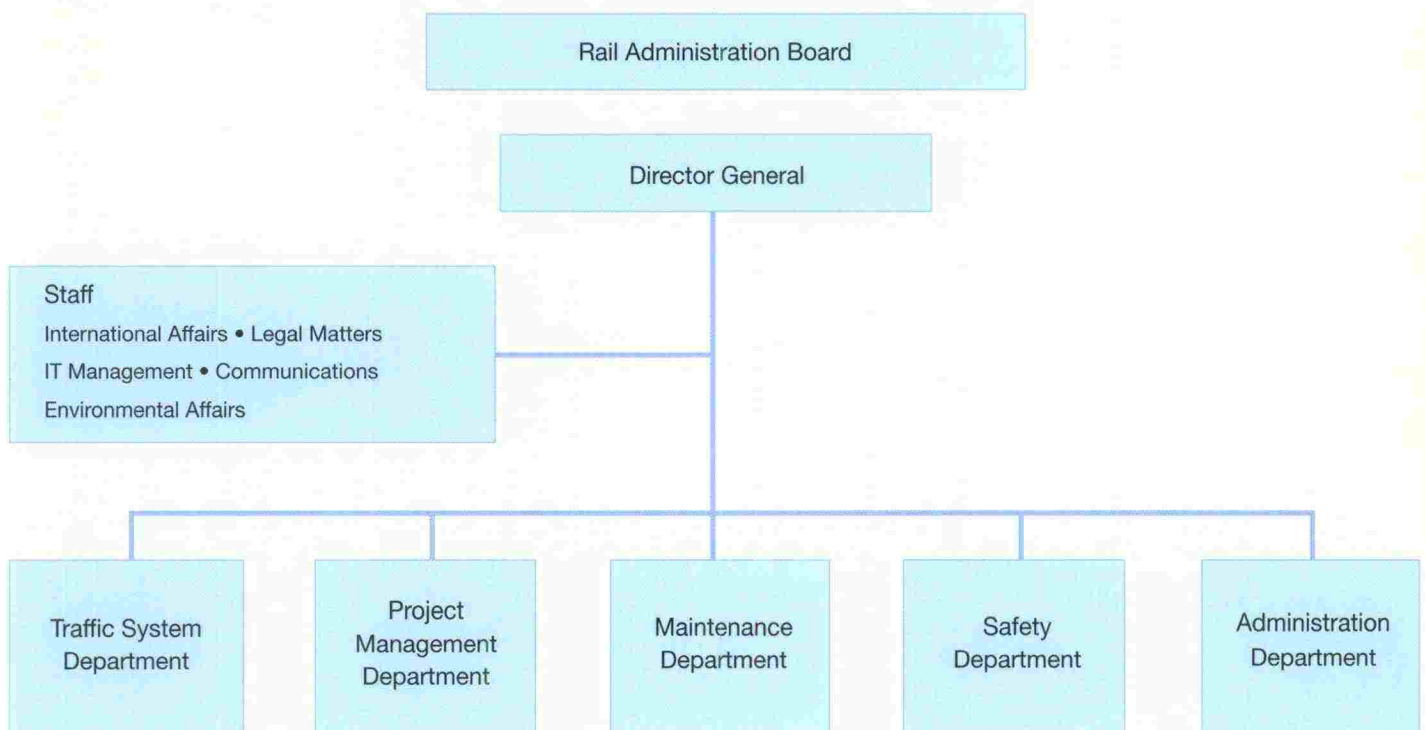 Rail Administration Board
Director General
Staff
International Affairs • Legal Matters
IT Management • Communications
Environmental Affairs
Traffic System
Department
Project
Management
Department
Maintenance
Department
Safety
Department
Administration
Department